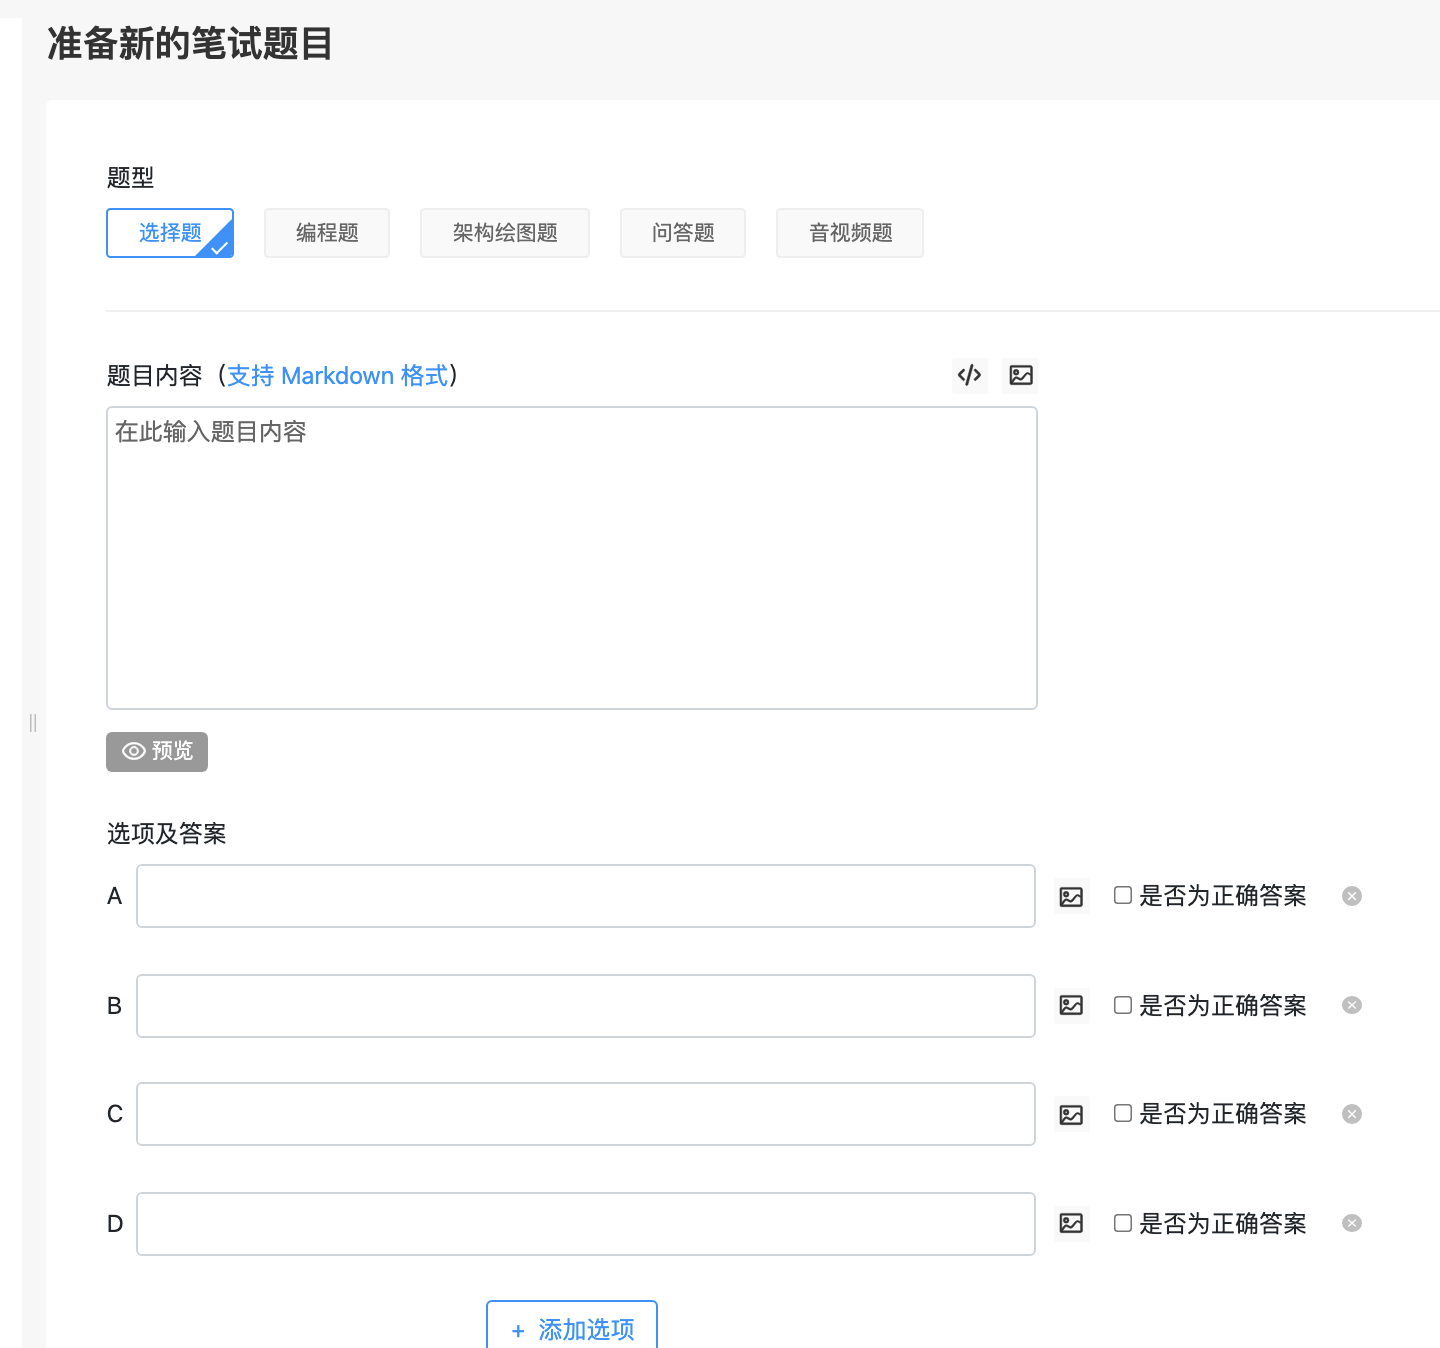 准备新的笔试题目
题型
选择题 编程题 架构绘图题 问答题 音视频题
题目内容（支持 Markdown 格式）
在此输入题目内容
预览
选项及答案
A 是否为正确答案
B 是否为正确答案
C 是否为正确答案
D 是否为正确答案
+ 添加选项